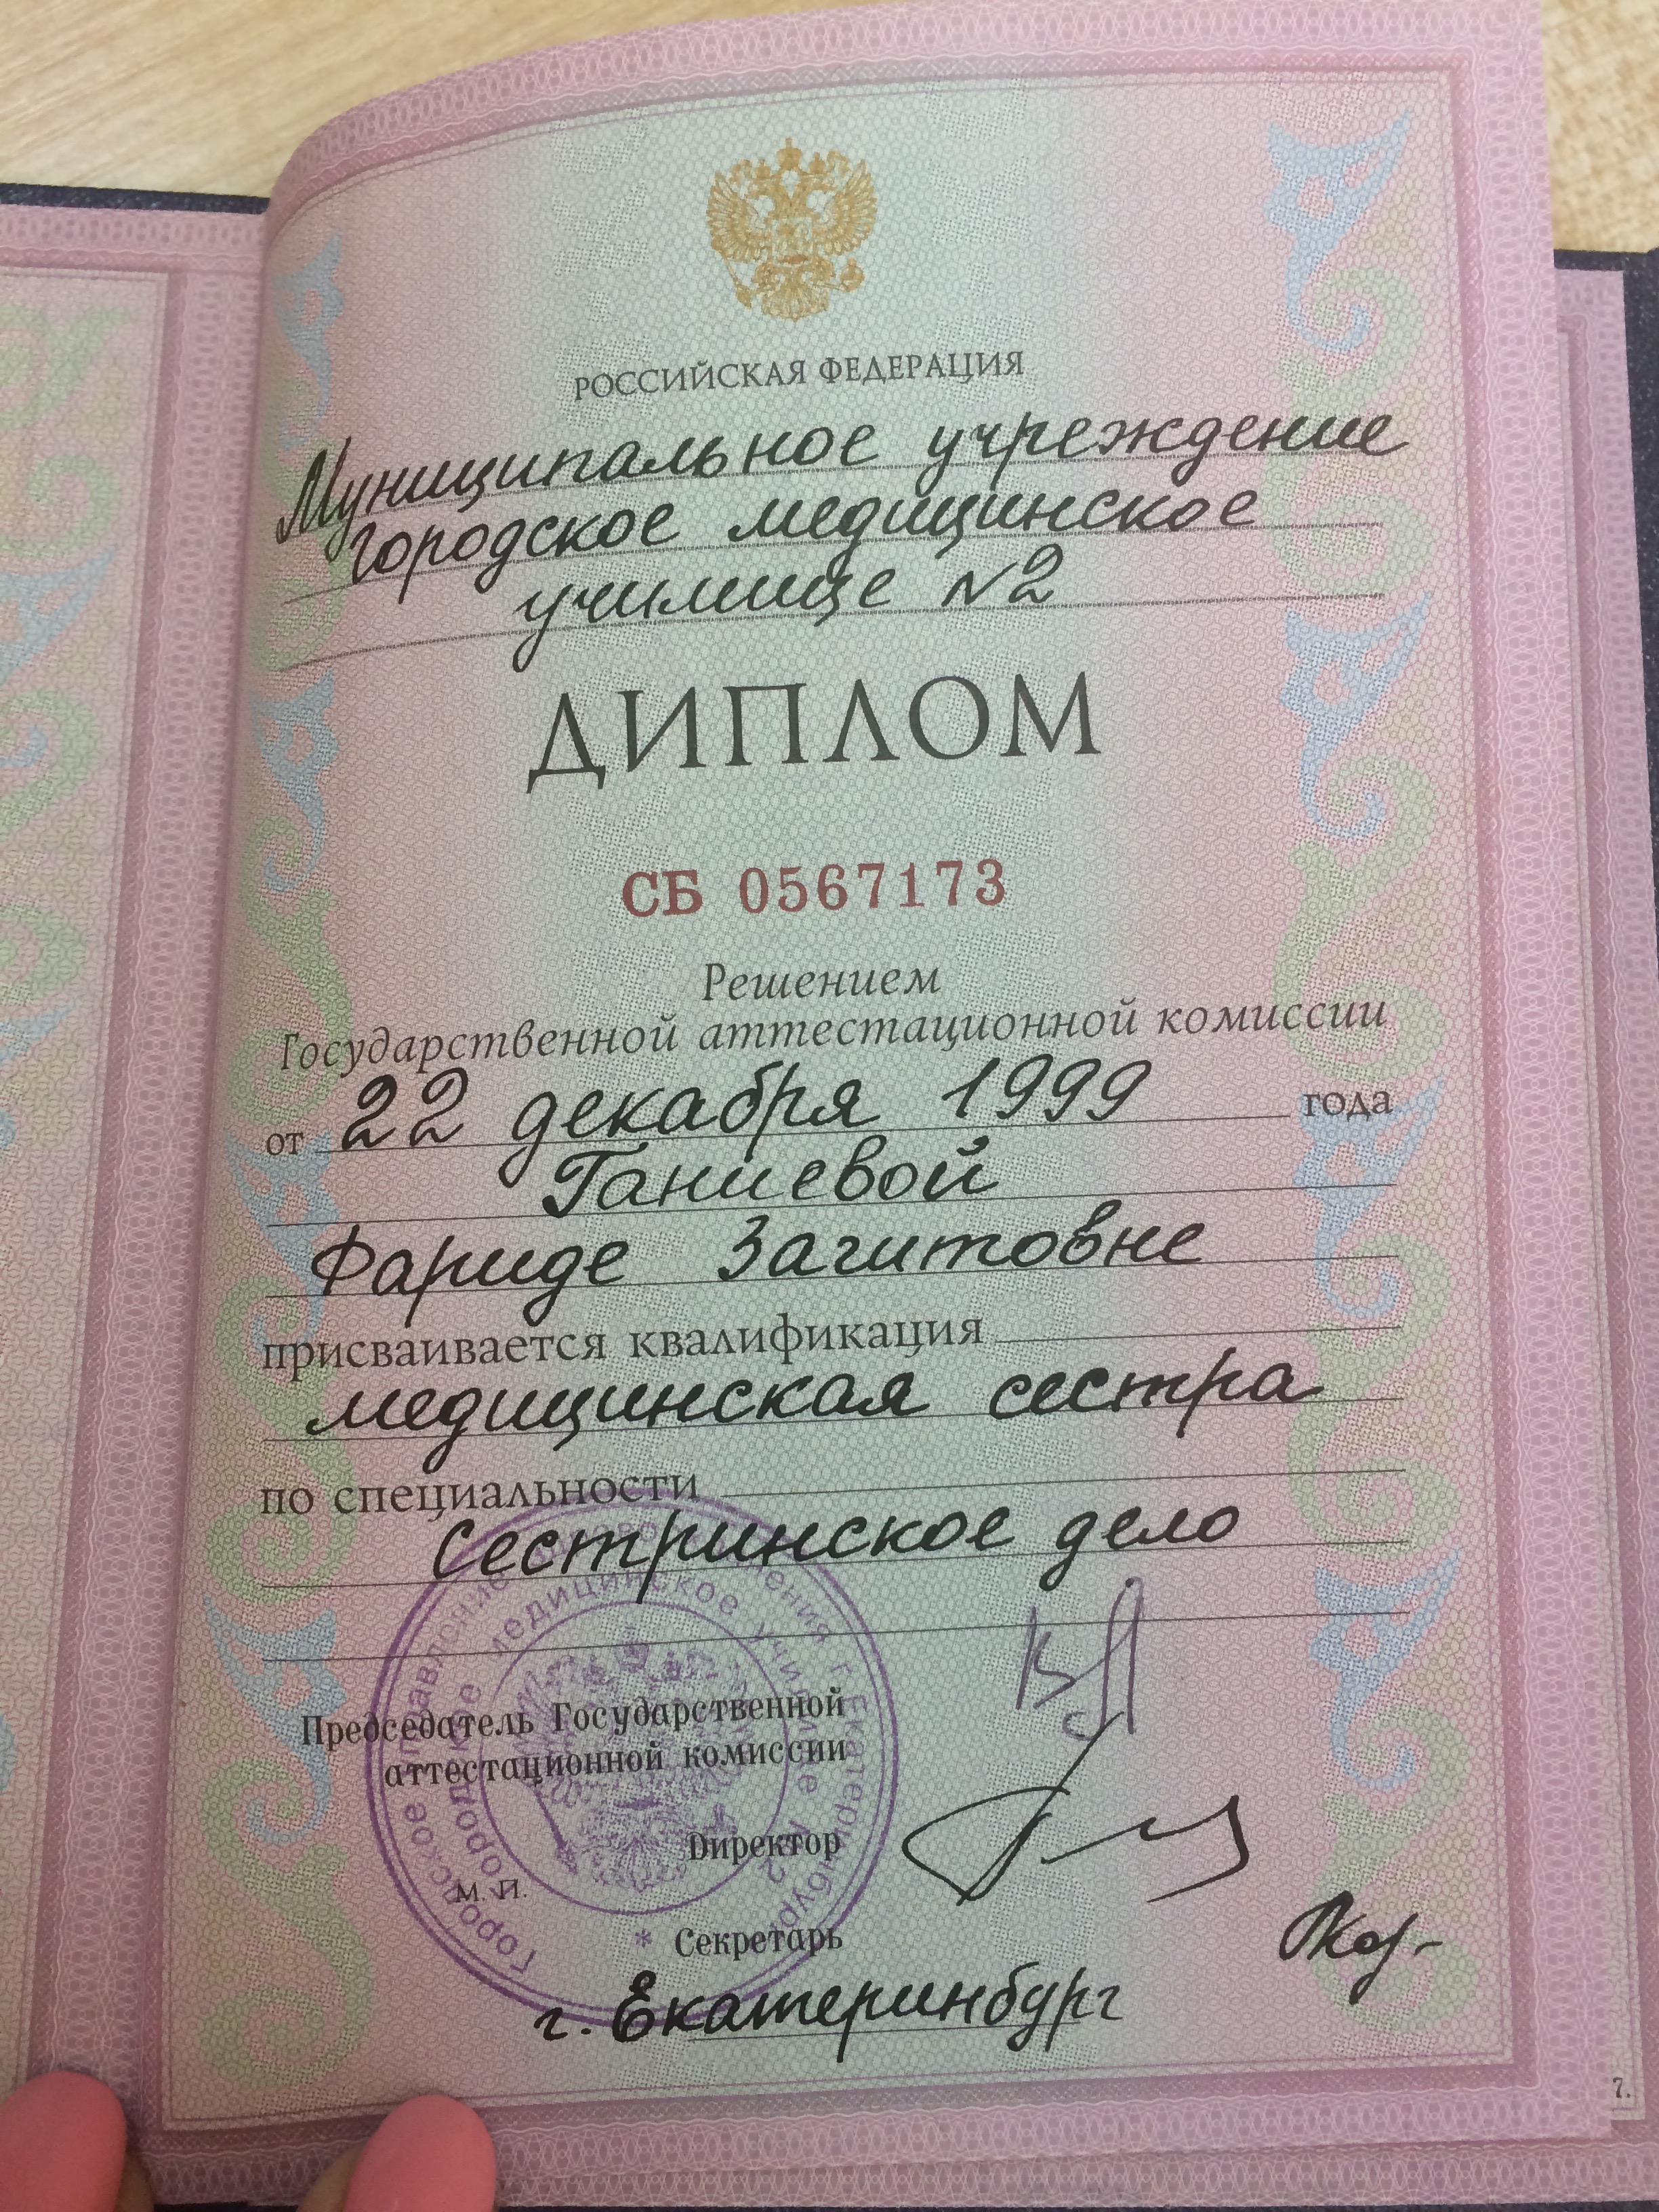 РОССИЙСКАЯ ФЕДЕРАЦИЯ
Муниципальное учреждение
городское медицинское
училище №2
ДИПЛОМ
СБ 0567173
Решением
Государственной аттестационной комиссии
от 22 декабря 1999 года
Ганиевой
Фариде Загитовне
присваивается квалификация
медицинская сестра
по специальности
Сестринское дело
Председатель Государственной
аттестационной комиссии
Директор
М. П.
* Секретарь
г. Екатеринбург
7.